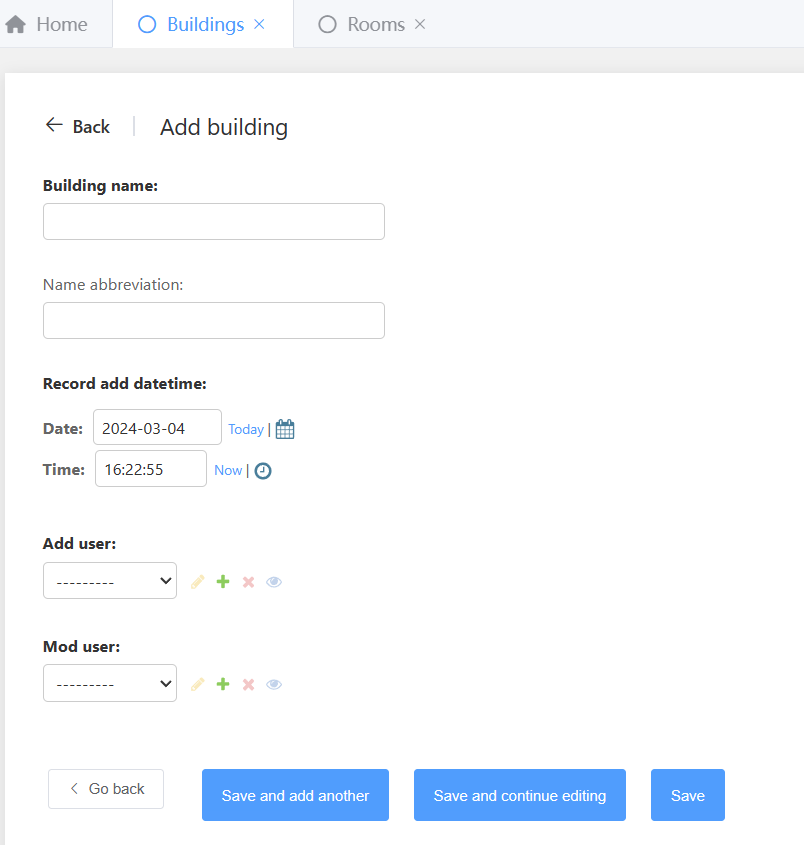 Home Buildings × Rooms ×
Back | Add building
Building name:
Name abbreviation:
Record add datetime:
Date: 2024-03-04 Today |
Time: 16:22:55 Now |
Add user:
---------
Mod user:
---------
Go back Save and add another Save and continue editing Save